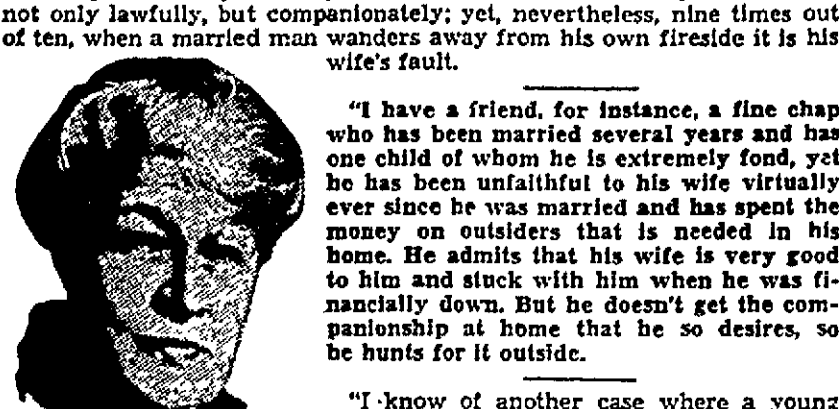 not only lawfully, but companionately; yet, nevertheless, nine times out
of ten, when a married man wanders away from his own fireside it is his
wife's fault.
"I have a friend, for instance, a fine chap
who has been married several years and has
one child of whom he is extremely fond, yet
he has been unfaithful to his wife virtually
ever since he was married and has spent the
money on outsiders that is needed in his
home. He admits that his wife is very good
to him and stuck with him when he was fi-
nancially down. But he doesn't get the com-
panionship at home that he so desires, so
he hunts for it outside.
"I know of another case where a young